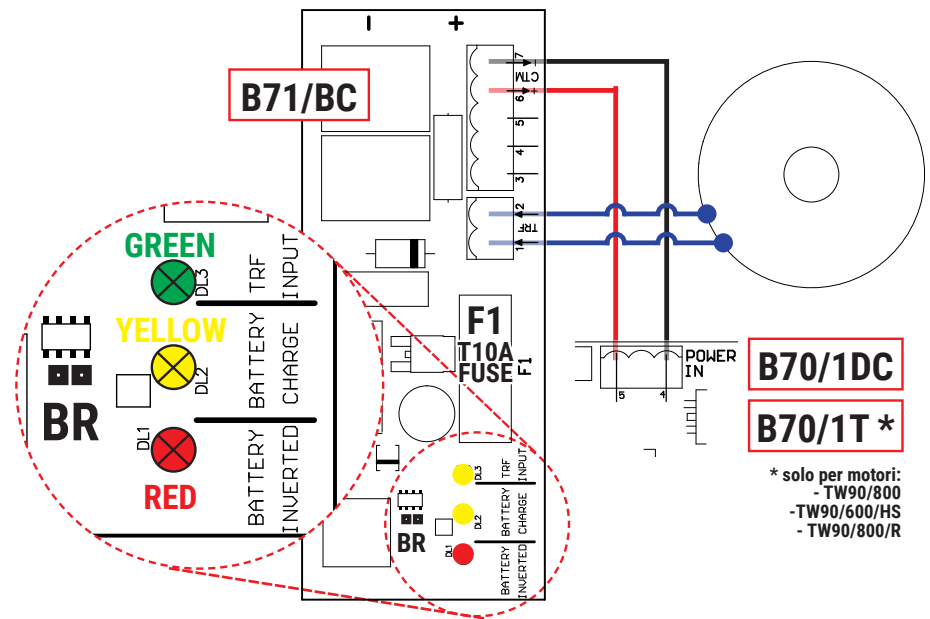 - +
B71/BC
7 -
CTM
6 +
5
4
3
2
TRF
1
GREEN
DL3
TRF
INPUT
YELLOW
DL2
BATTERY
CHARGE
BR
DL1
BATTERY
INVERTED
RED
F1
T10A
FUSE
F1
POWER
IN
5 4
B70/1DC
B70/1T *
* solo per motori:
- TW90/800
-TW90/600/HS
- TW90/800/R
DL3
TRF
INPUT
DL2
BATTERY
CHARGE
BR
DL1
BATTERY
INVERTED